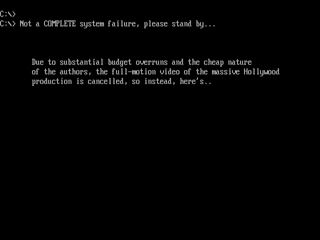 C:\>
C:\> Not a COMPLETE system failure, please stand by...
Due to substantial budget overruns and the cheap nature
of the authors, the full-motion video of the massive Hollywood
production is cancelled, so instead, here's..